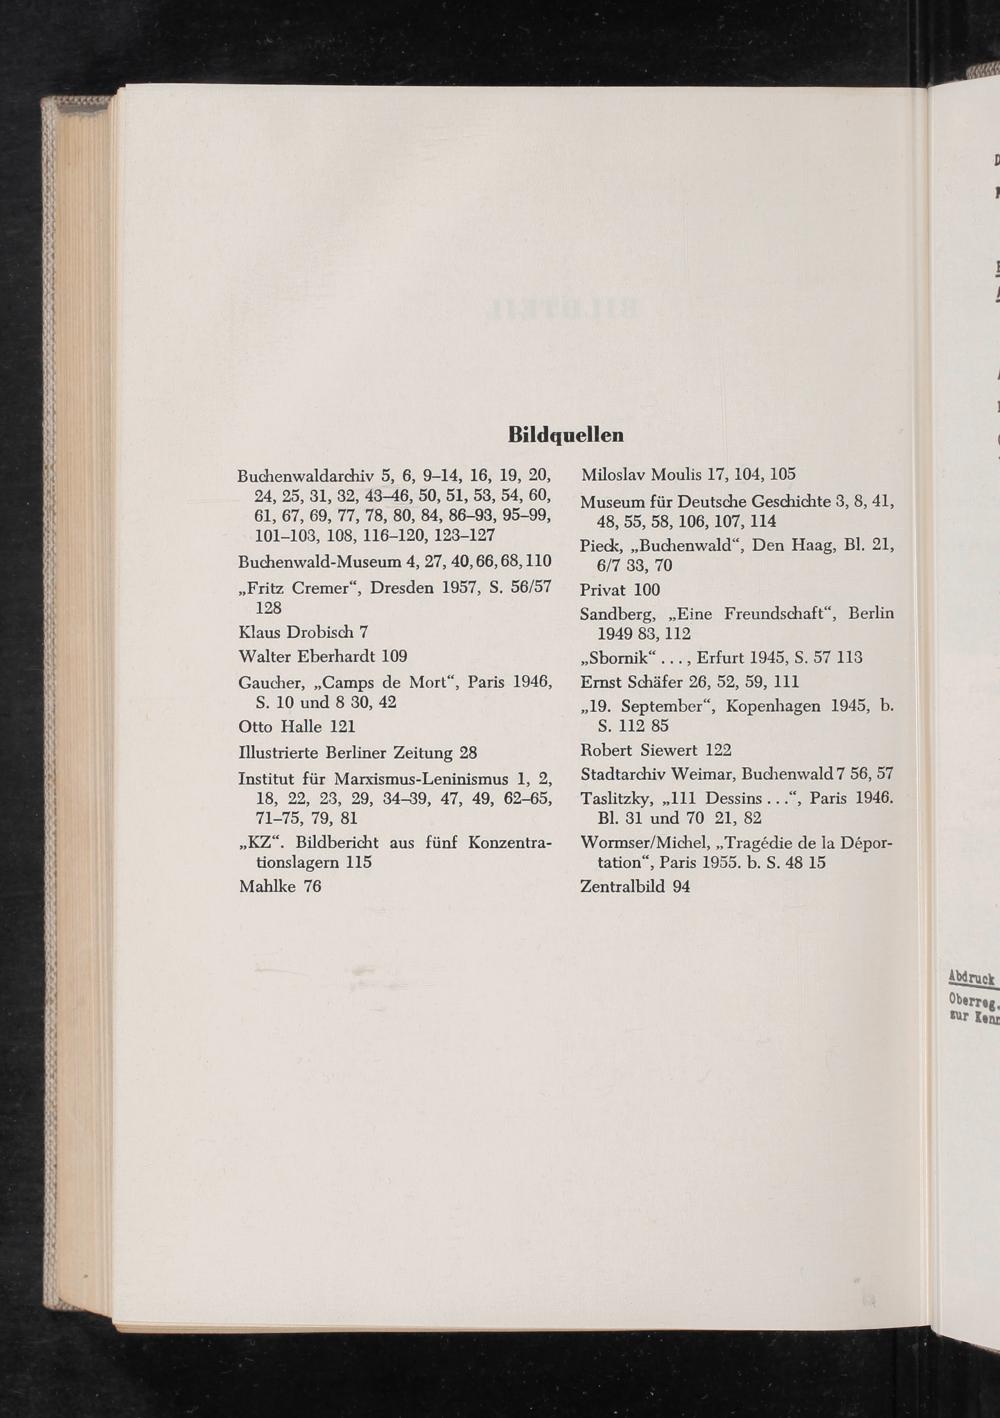 BILDTEIL
Bildquellen
Buchenwaldarchiv 5, 6, 9–14, 16, 19, 20,
24, 25, 31, 32, 43–46, 50, 51, 53, 54, 60,
61, 67, 69, 77, 78, 80, 84, 86–93, 95–99,
101–103, 108, 116–120, 123–127
Buchenwald-Museum 4, 27, 40, 66, 68, 110
„Fritz Cremer“, Dresden 1957, S. 56/57
128
Klaus Drobisch 7
Walter Eberhardt 109
Gaucher, „Camps de Mort“, Paris 1946,
S. 10 und 8 30, 42
Otto Halle 121
Illustrierte Berliner Zeitung 28
Institut für Marxismus-Leninismus 1, 2,
18, 22, 23, 29, 34–39, 47, 49, 62–65,
71–75, 79, 81
„KZ“. Bildbericht aus fünf Konzentra-
tionslagern 115
Mahlke 76
Miloslav Moulis 17, 104, 105
Museum für Deutsche Geschichte 3, 8, 41,
48, 55, 58, 106, 107, 114
Pieck, „Buchenwald“, Den Haag, Bl. 21,
6/7 33, 70
Privat 100
Sandberg, „Eine Freundschaft“, Berlin
1949 83, 112
„Sbornik“ . . . , Erfurt 1945, S. 57 113
Ernst Schäfer 26, 52, 59, 111
„19. September“, Kopenhagen 1945, b.
S. 112 85
Robert Siewert 122
Stadtarchiv Weimar, Buchenwald 7 56, 57
Taslitzky, „111 Dessins . . .“, Paris 1946.
Bl. 31 und 70 21, 82
Wormser/Michel, „Tragédie de la Dépor-
tation“, Paris 1955. b. S. 48 15
Zentralbild 94
Abdruck
Oberreg.
zur Kenn